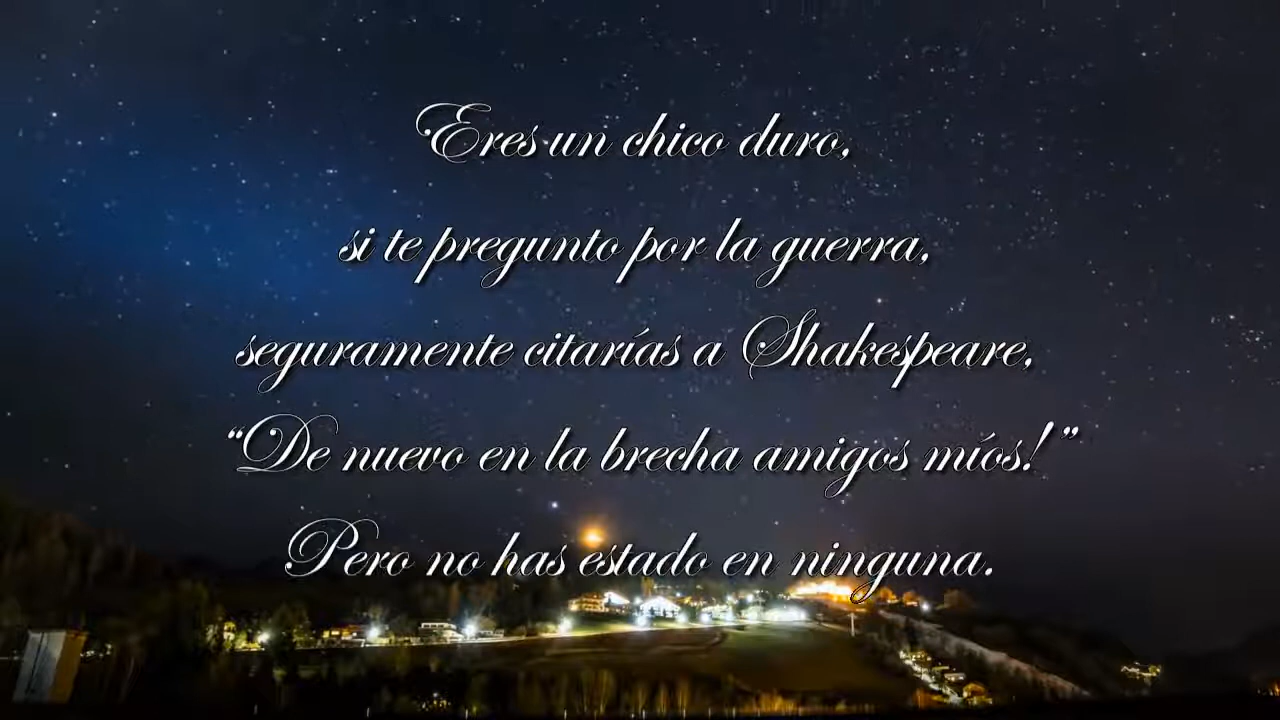 Eres un chico duro,
si te pregunto por la guerra,
seguramente citarías a Shakespeare,
“De nuevo en la brecha amigos míos!”
Pero no has estado en ninguna.